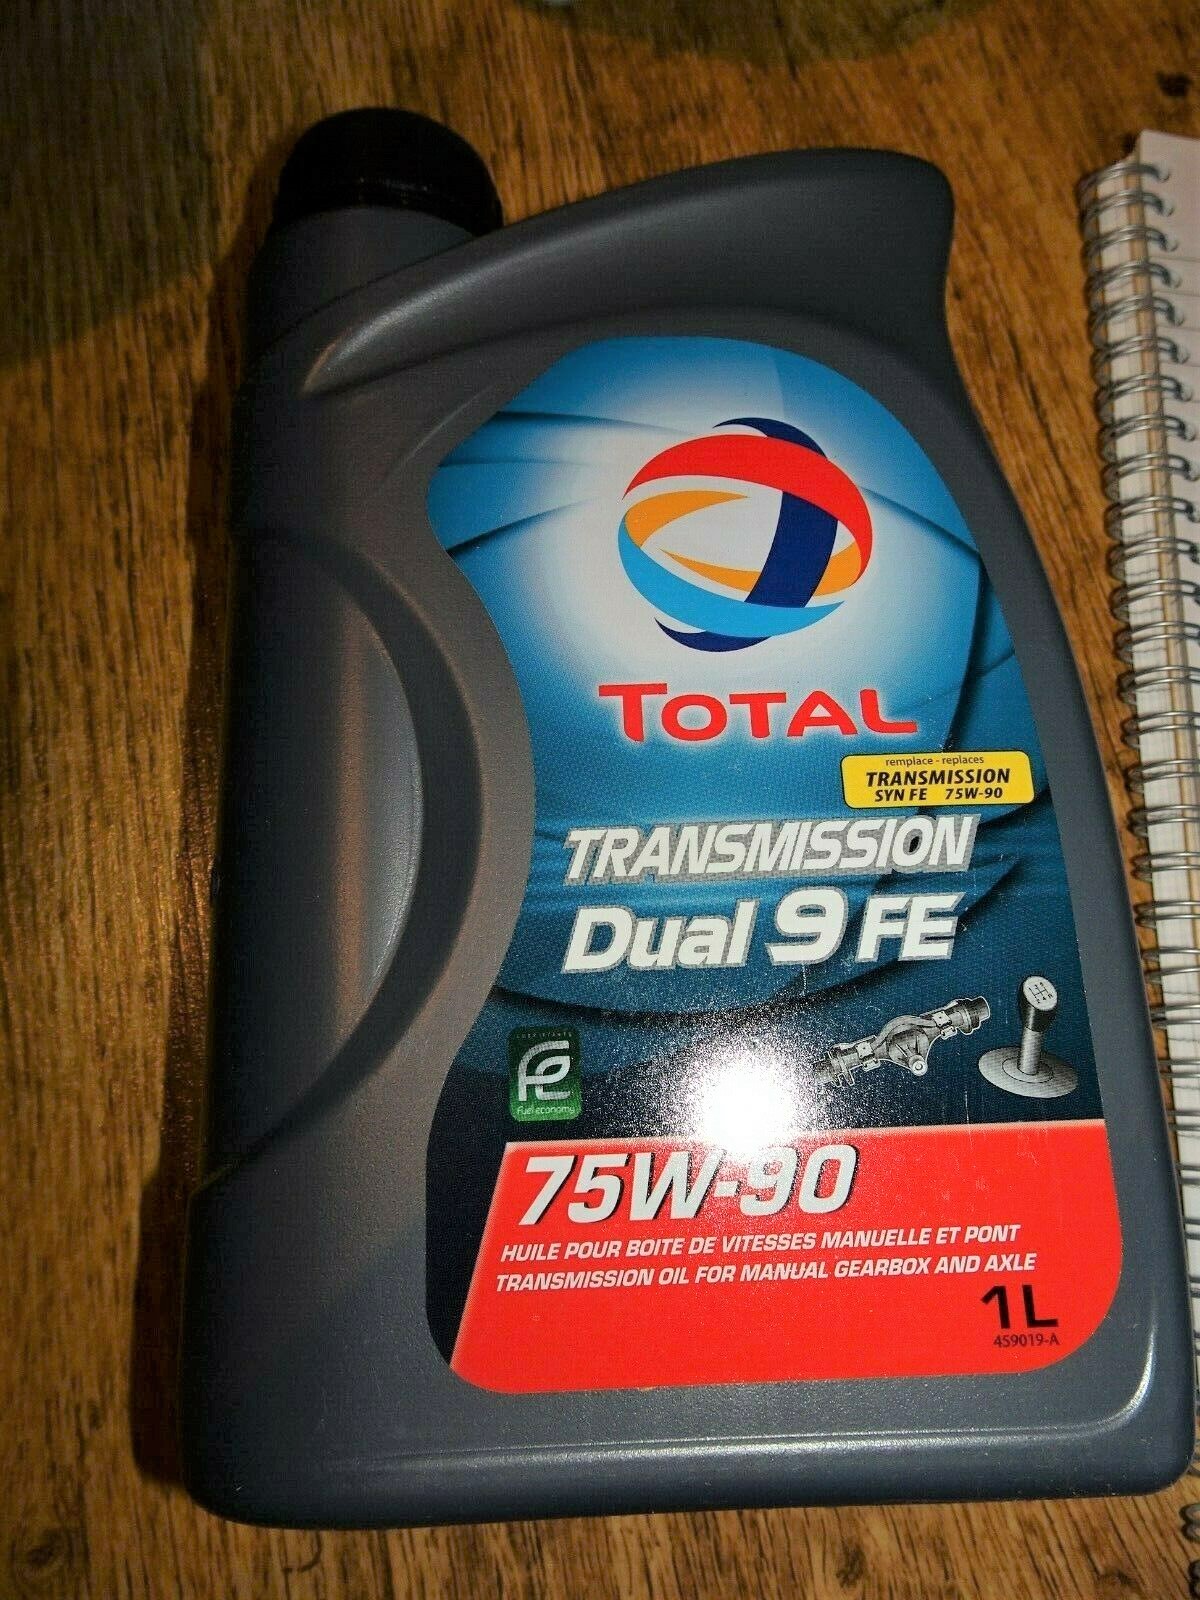 TOTAL
remplace - replaces
TRANSMISSION
SYN FE 75W-90
TRANSMISSION
Dual 9 FE
Fuel economy
75W-90
HUILE POUR BOITE DE VITESSES MANUELLE ET PONT
TRANSMISSION OIL FOR MANUAL GEARBOX AND AXLE
1L
459019-A